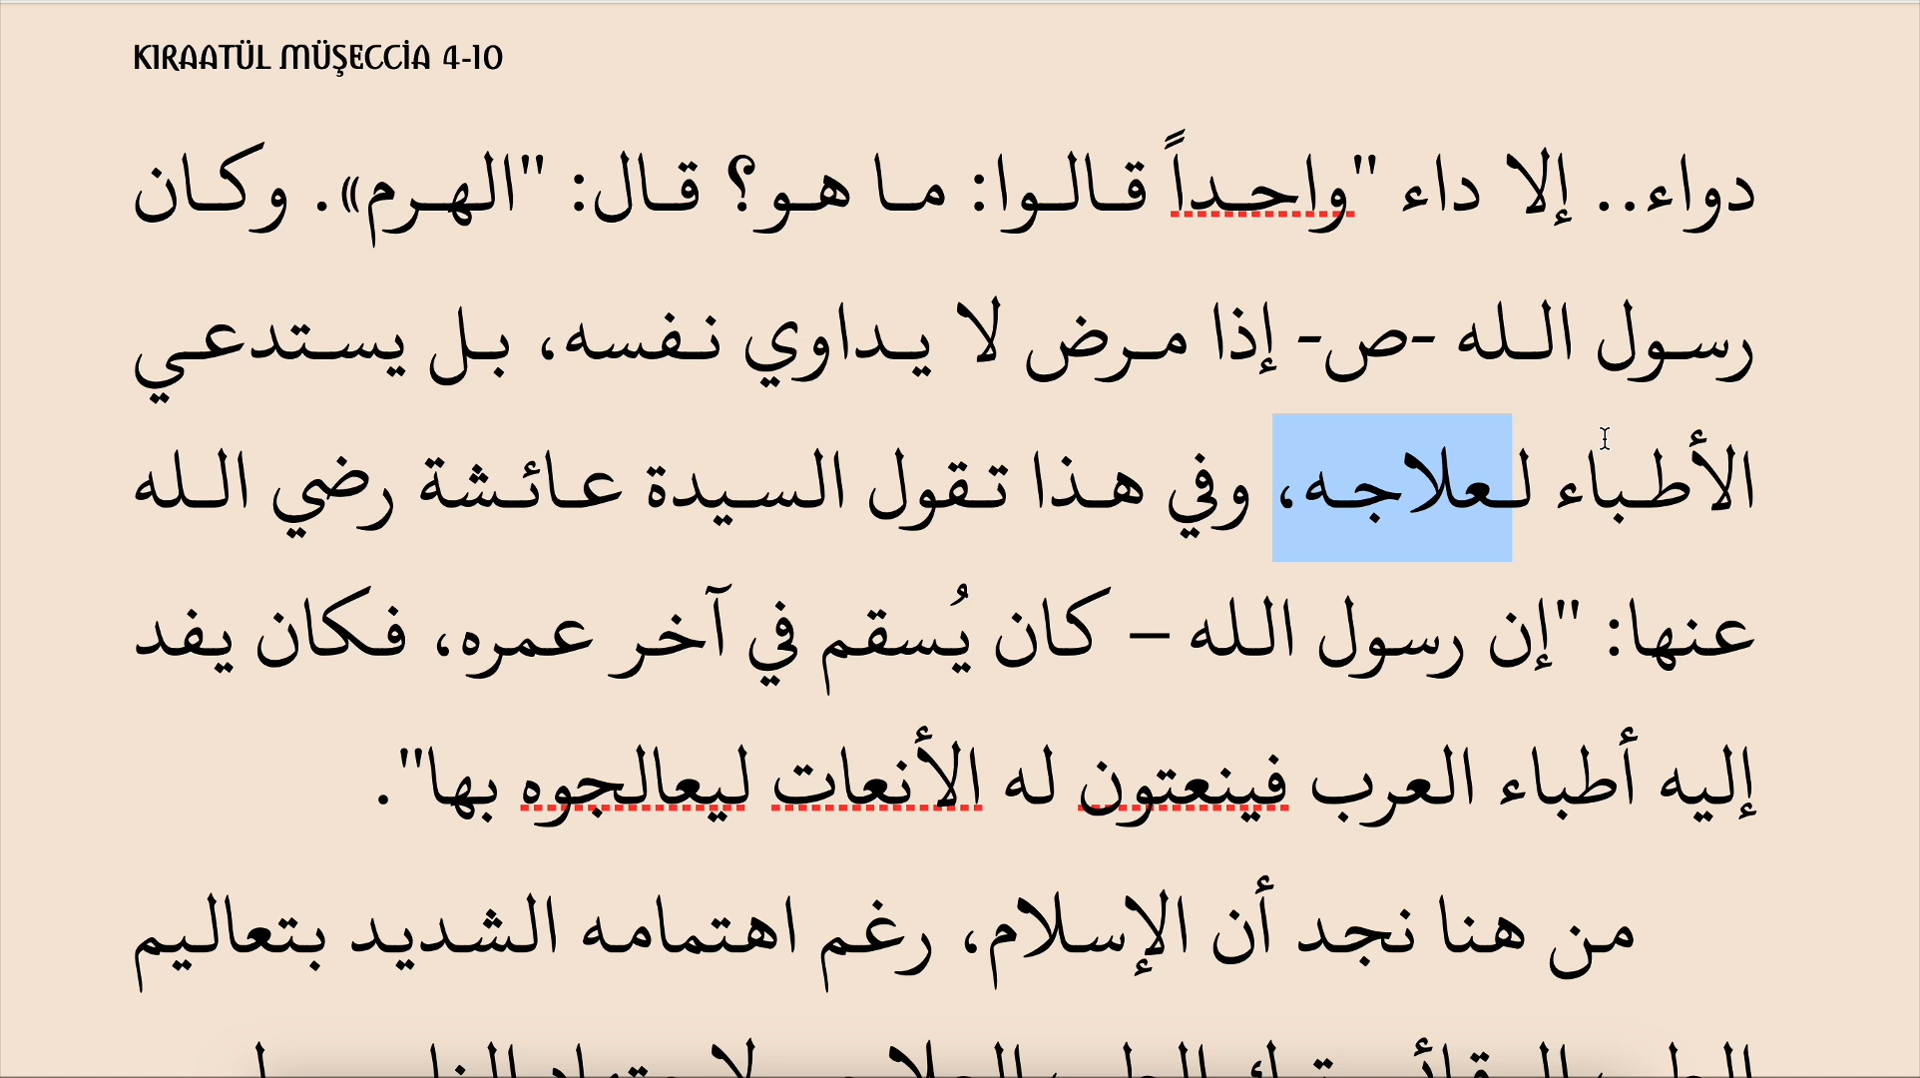 KIRAATÜL MÜŞECCİA 4-10
دواء.. إلا داء "واحداً قالوا: ما هو؟ قال: "الهرم». وكان
رسول الله -ص- إذا مرض لا يداوي نفسه، بل يستدعي
الأطباء لعلاجه، وفي هذا تقول السيدة عائشة رضي الله
عنها: "إن رسول الله – كان يُسقم في آخر عمره، فكان يفد
إليه أطباء العرب فينعتون له الأنعات ليعالجوه بها".
من هنا نجد أن الإسلام، رغم اهتمامه الشديد بتعاليم